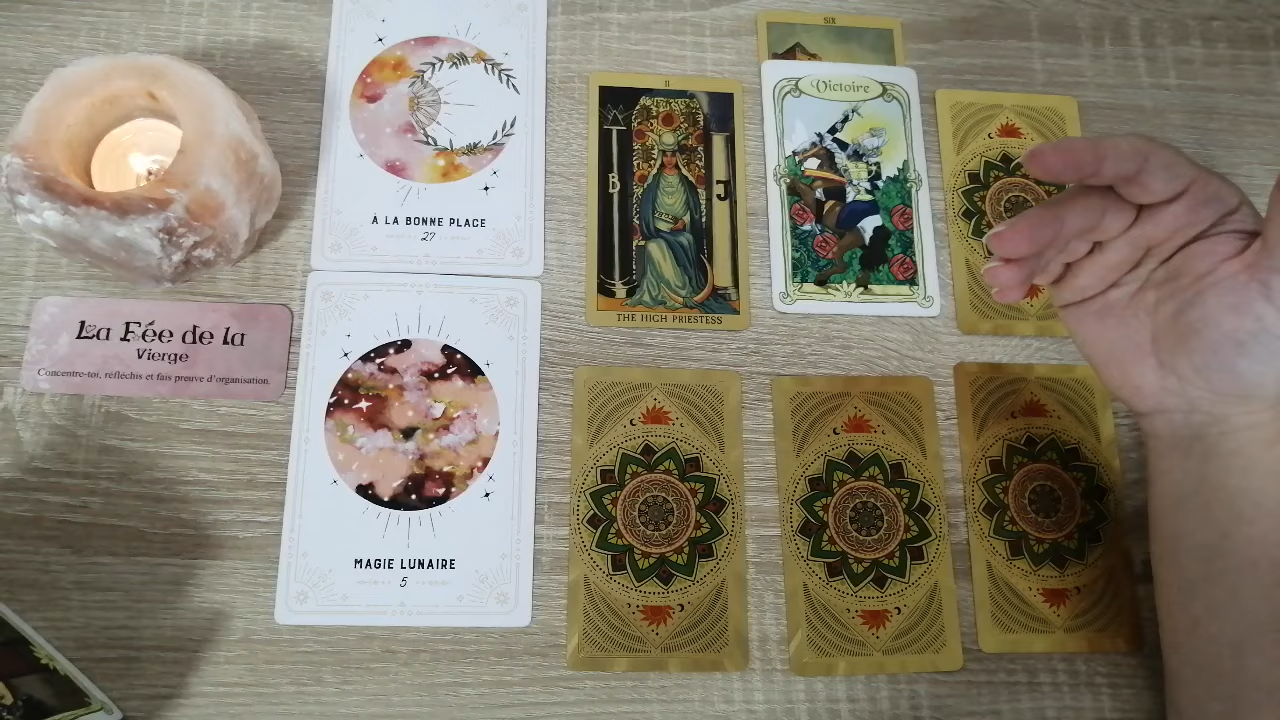 À LA BONNE PLACE
27
La Fée de la
Vierge
Concentre-toi, réfléchis et fais preuve d'organisation.
MAGIE LUNAIRE
5
II
B
J
THE HIGH PRIESTESS
SIX
Victoire
39